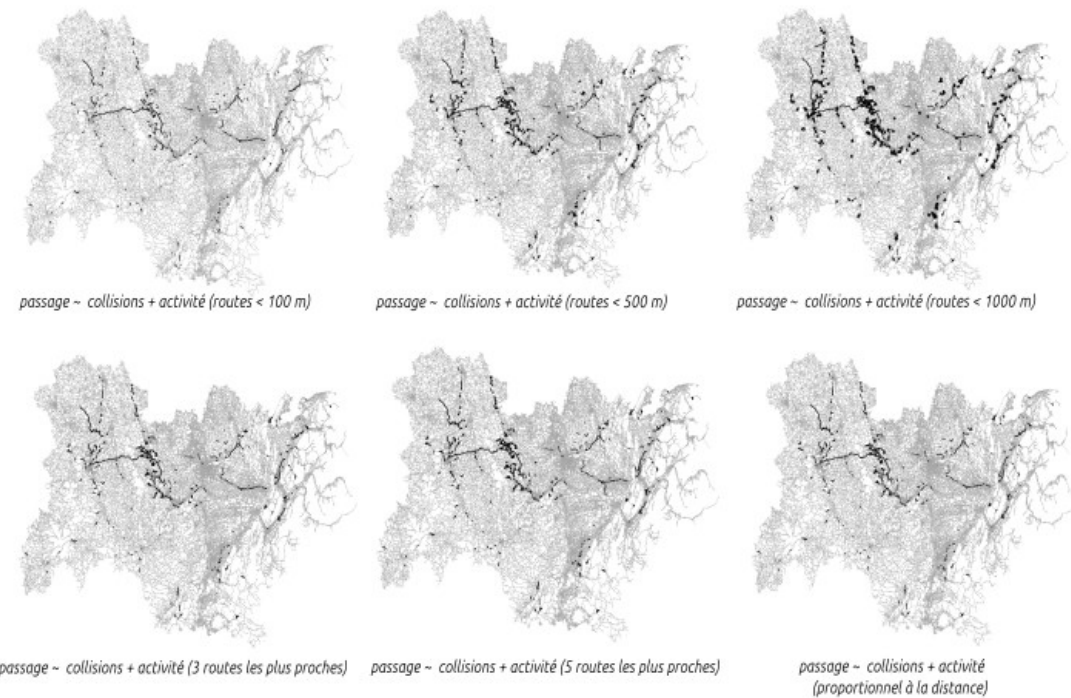 passage ~ collisions + activité (routes < 100 m)
passage ~ collisions + activité (routes < 500 m)
passage ~ collisions + activité (routes < 1000 m)
passage ~ collisions + activité (3 routes les plus proches)
passage ~ collisions + activité (5 routes les plus proches)
passage ~ collisions + activité
(proportionnel à la distance)